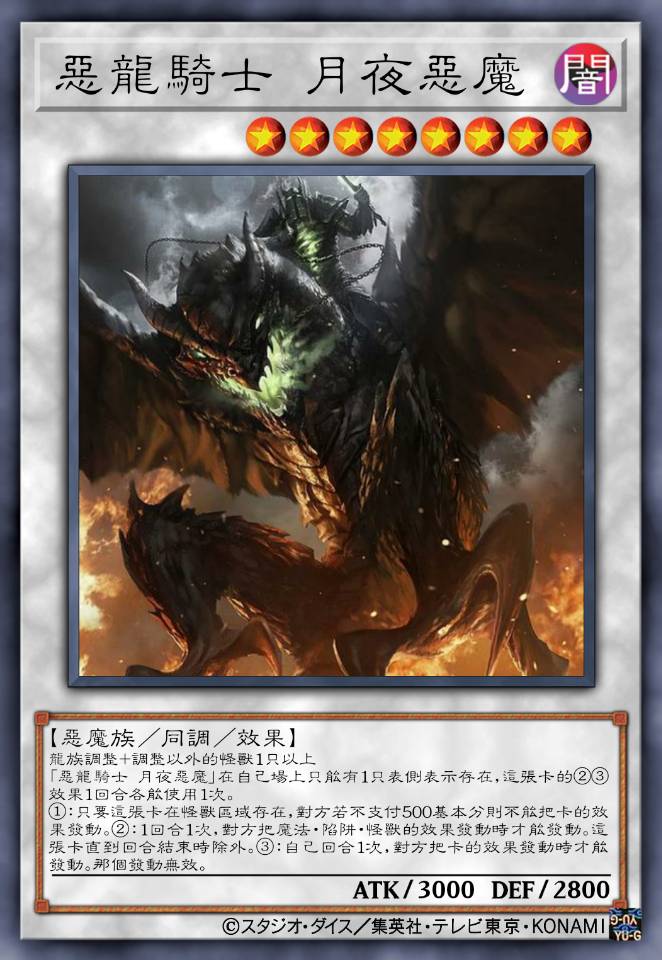 惡龍騎士 月夜惡魔
闇
【惡魔族／同調／效果】
龍族調整+調整以外的怪獸1只以上
「惡龍騎士 月夜惡魔」在自己場上只能有1只表側表示存在,這張卡的②③
效果1回合各能使用1次。
①:只要這張卡在怪獸區域存在,對方若不支付500基本分則不能把卡的效
果發動。②:1回合1次,對方把魔法·陷阱·怪獸的效果發動時才能發動。這
張卡直到回合結束時除外。③:自己回合1次,對方把卡的效果發動時才能
發動。那個發動無效。
ATK/3000 DEF/2800
©スタジオ・ダイス／集英社・テレビ東京・KONAMI